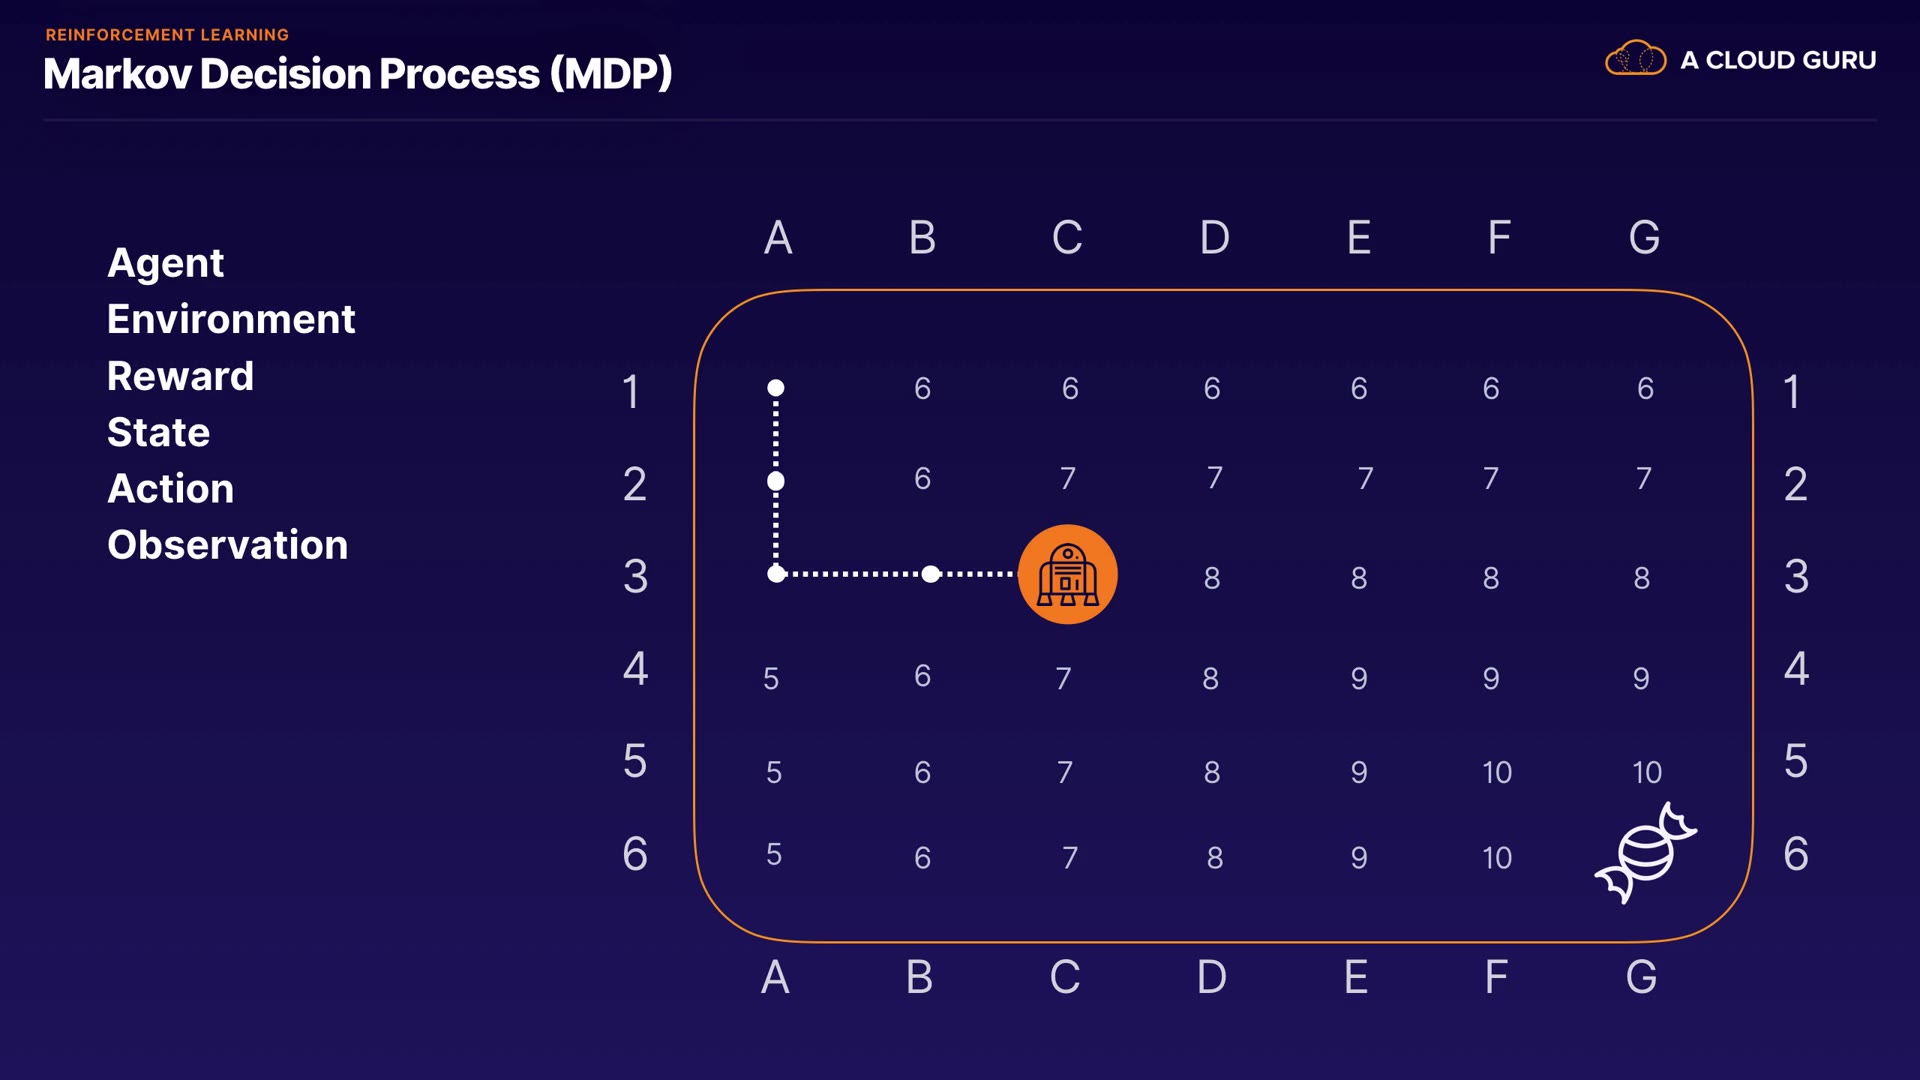 REINFORCEMENT LEARNING
Markov Decision Process (MDP)
A CLOUD GURU
Agent
Environment
Reward
State
Action
Observation
A B C D E F G
1 6 6 6 6 6 6 1
2 6 7 7 7 7 7 2
3 8 8 8 8 3
4 5 6 7 8 9 9 9 4
5 5 6 7 8 9 10 10 5
6 5 6 7 8 9 10 6
A B C D E F G